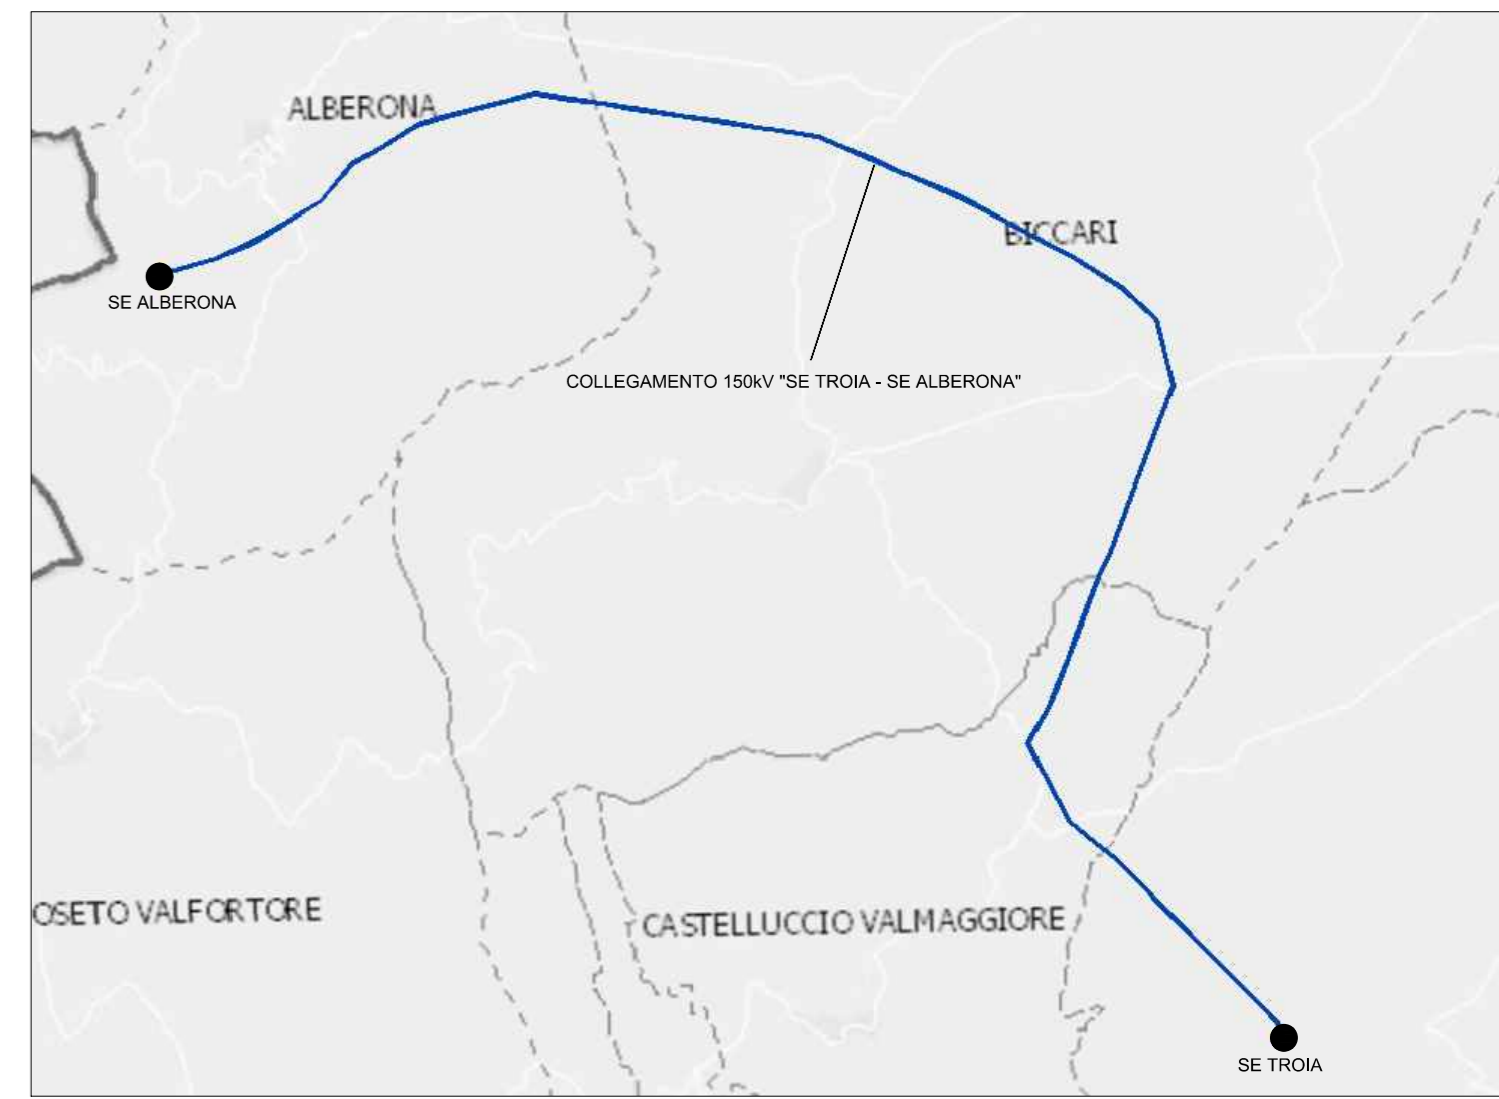 ALBERONA
BICCARI
SE ALBERONA
COLLEGAMENTO 150kV "SE TROIA - SE ALBERONA"
OSETO VALFORTORE
CASTELLUCCIO VALMAGGIORE
SE TROIA